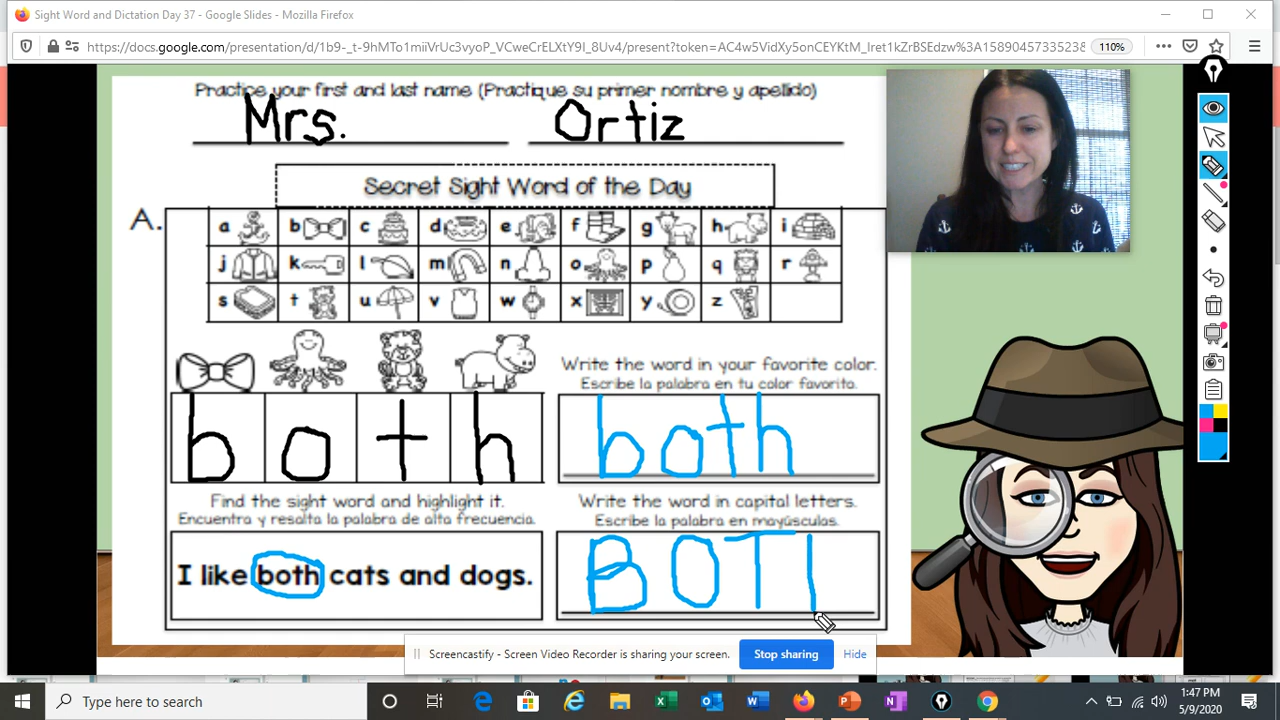 Sight Word and Dictation Day 37 - Google Slides - Mozilla Firefox
https://docs.google.com/presentation/d/1b9-_t-9hMTo1miiVrUc3vyoP_VCweCrELXtY9I_8Uv4/present?token=AC4w5VidXy5onCEYKtM_Iret1kZrBSEdzw%3A1589045733523
110%
Practice your first and last name (Practique su primer nombre y apellido)
Mrs. Ortiz
Secret Sight Word of the Day
A.
a b c d e f g h i
j k l m n o p q r
s t u v w x y z
Write the word in your favorite color.
Escribe la palabra en tu color favorito.
b o t h
both
Find the sight word and highlight it.
Encuentra y resalta la palabra de alta frecuencia.
Write the word in capital letters.
Escribe la palabra en mayúsculas.
I like both cats and dogs.
BOTI
Screencastify - Screen Video Recorder is sharing your screen. Stop sharing Hide
Type here to search
1:47 PM
5/9/2020